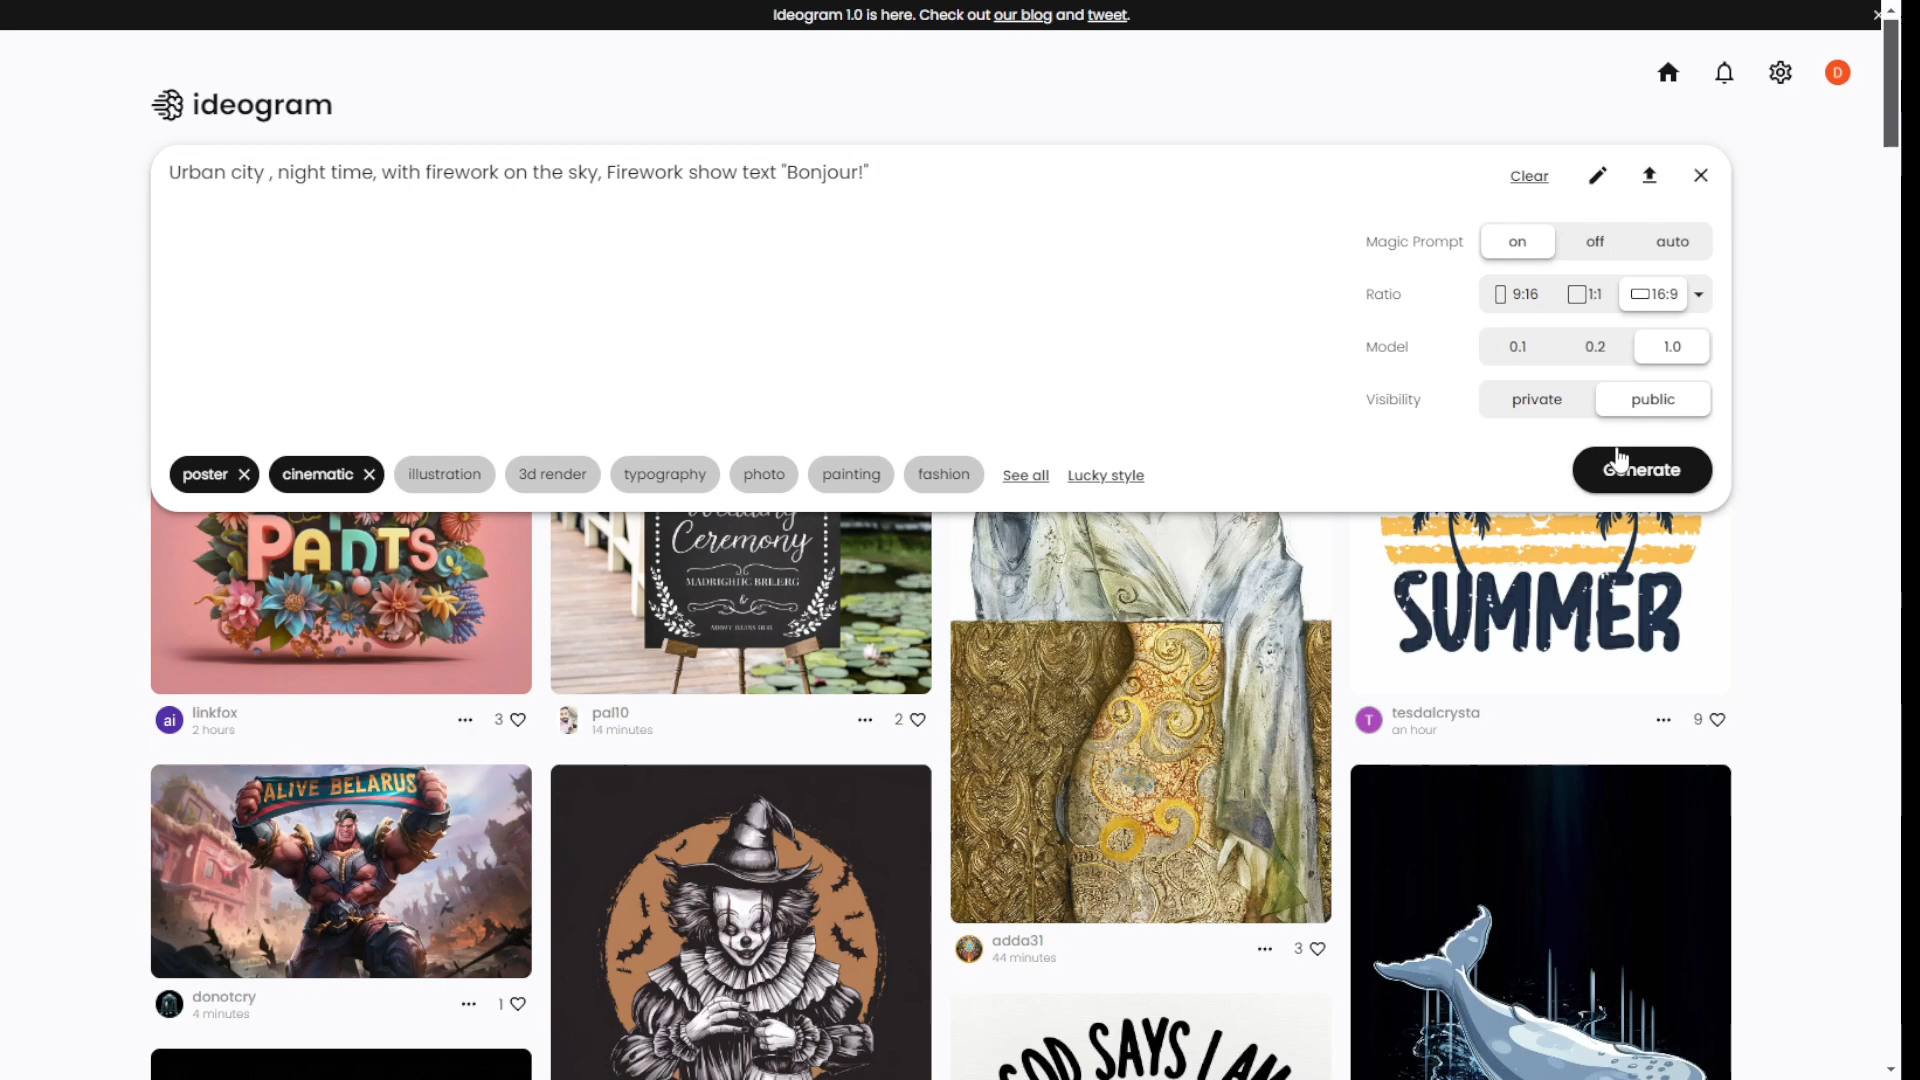 Ideogram 1.0 is here. Check out our blog and tweet.
ideogram
D
Urban city , night time, with firework on the sky, Firework show text "Bonjour!"
Clear
Magic Prompt on off auto
Ratio 9:16 1:1 16:9
Model 0.1 0.2 1.0
Visibility private public
poster cinematic illustration 3d render typography photo painting fashion See all Lucky style
Generate
PANTS
Ceremony
SUMMER
ai linkfox 3
2 hours
pal10 2
14 minutes
T tesdalcrysta 9
an hour
ALIVE BELARUS
adda31 3
44 minutes
donotcry 1
4 minutes
SAYS I AM